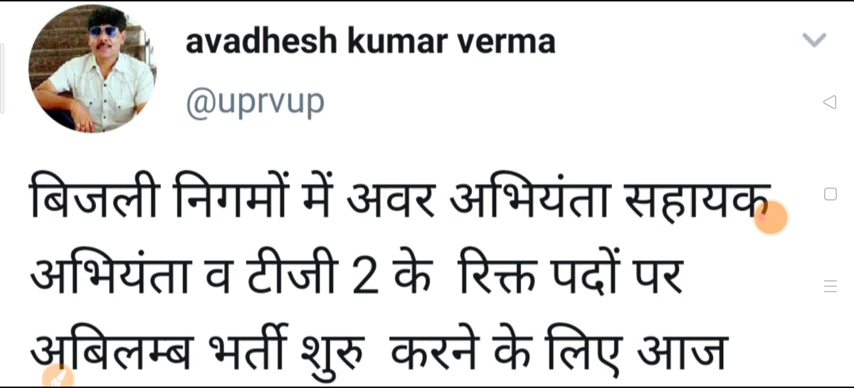 avadhesh kumar verma
@uprvup
बिजली निगमों में अवर अभियंता सहायक
अभियंता व टीजी 2 के रिक्त पदों पर
अबिलम्ब भर्ती शुरु करने के लिए आज